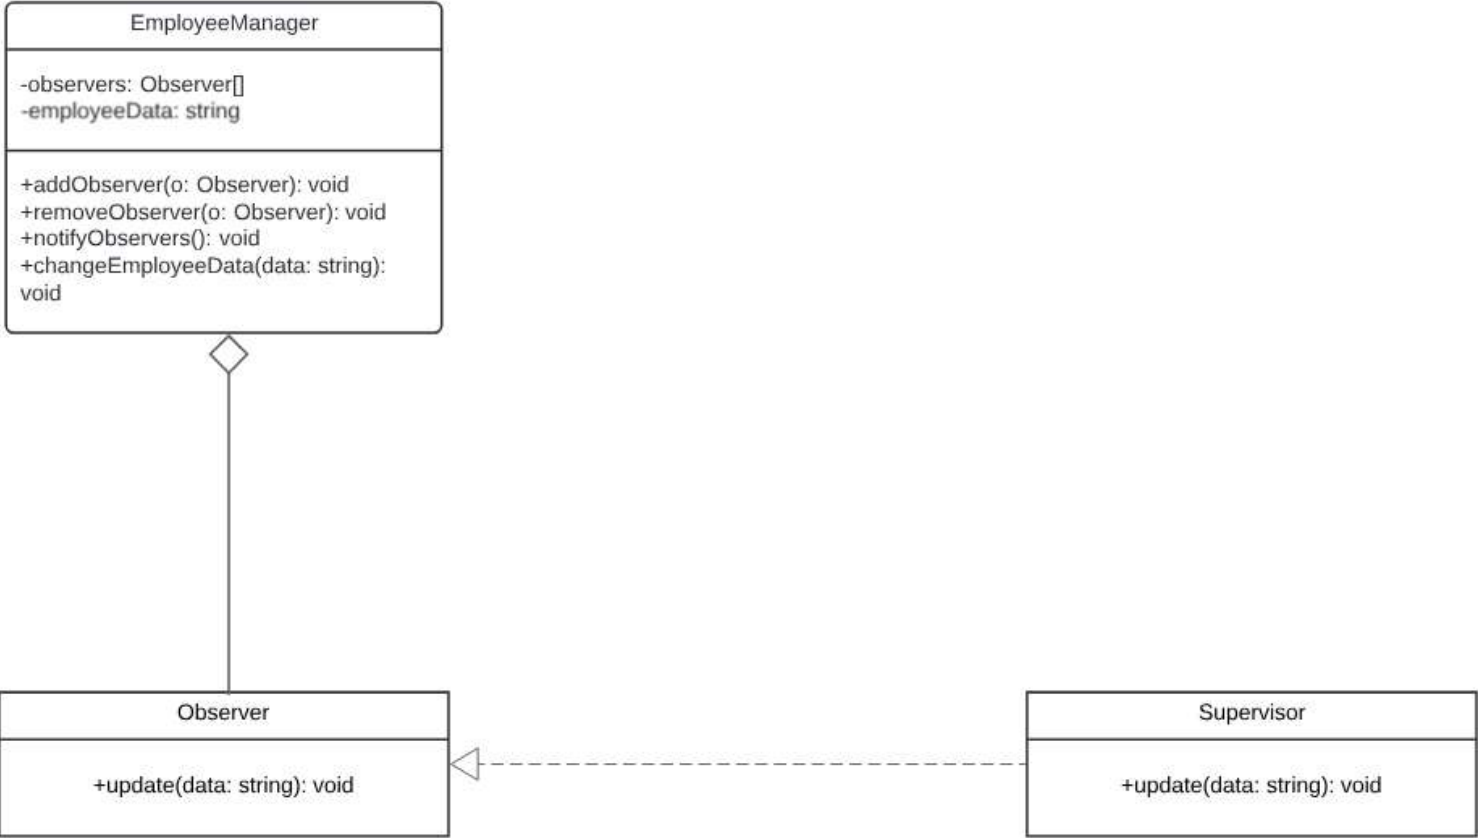 EmployeeManager
-observers: Observer[]
-employeeData: string
+addObserver(o: Observer): void
+removeObserver(o: Observer): void
+notifyObservers(): void
+changeEmployeeData(data: string):
void
Observer
+update(data: string): void
Supervisor
+update(data: string): void